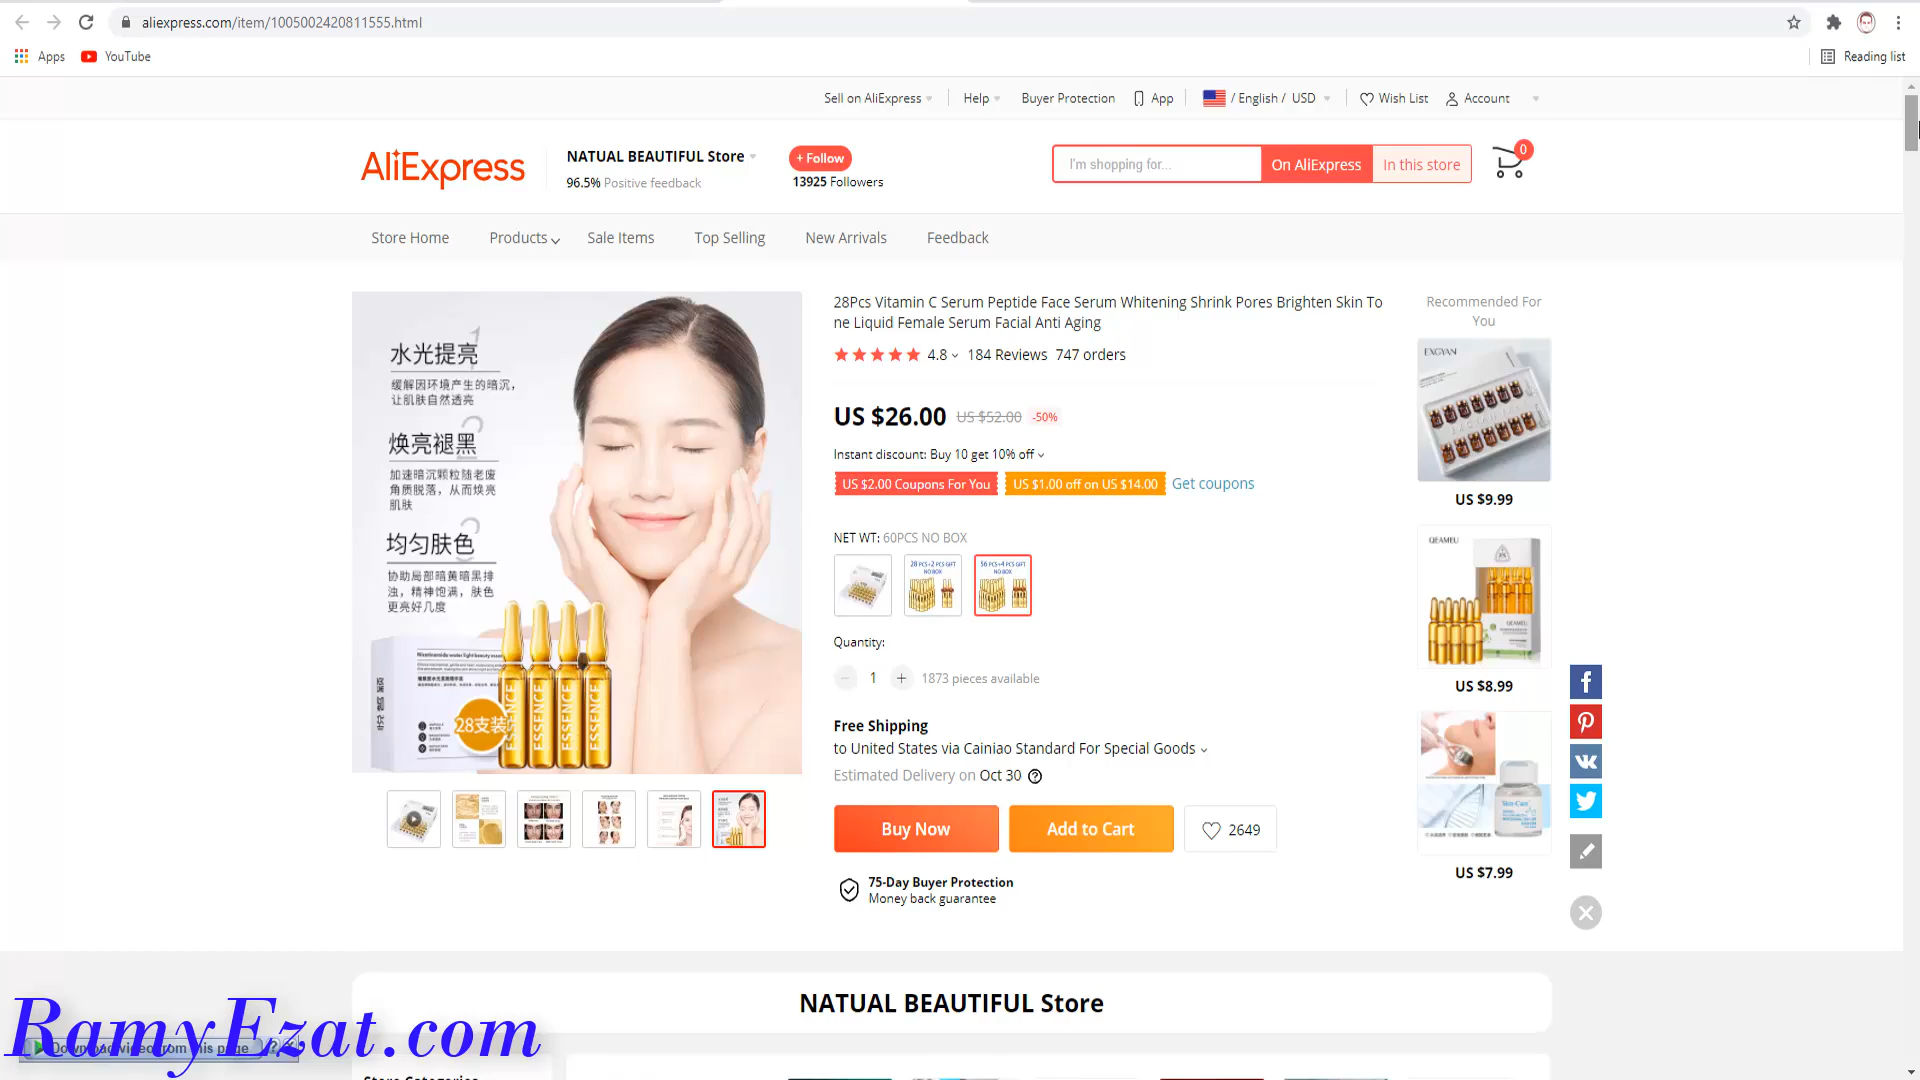 aliexpress.com/item/1005002420811555.html
Apps
YouTube
Reading list
Sell on AliExpress
Help
Buyer Protection
App
/ English / USD
Wish List
Account
AliExpress
NATUAL BEAUTIFUL Store
96.5% Positive feedback
+ Follow
13925 Followers
I'm shopping for...
On AliExpress
In this store
0
Store Home
Products
Sale Items
Top Selling
New Arrivals
Feedback
1
水光提亮
缓解因环境产生的暗沉，
让肌肤自然透亮
2
焕亮褪黑
加速暗沉颗粒随老废
角质脱落，从而焕亮
肌肤
3
均匀肤色
协助局部暗黄暗黑排
浊，精神饱满，肤色
更亮好几度
28支装
ESSENCE
ESSENCE
ESSENCE
ESSENCE
28Pcs Vitamin C Serum Peptide Face Serum Whitening Shrink Pores Brighten Skin To
ne Liquid Female Serum Facial Anti Aging
4.8
184 Reviews
747 orders
US $26.00
US $52.00
-50%
Instant discount: Buy 10 get 10% off
US $2.00 Coupons For You
US $1.00 off on US $14.00
Get coupons
NET WT: 60PCS NO BOX
28 PCS+2 PCS GIFT
NO BOX
56 PCS+4 PCS GIFT
NO BOX
Quantity:
1
1873 pieces available
Free Shipping
to United States via Cainiao Standard For Special Goods
Estimated Delivery on Oct 30
Buy Now
Add to Cart
2649
75-Day Buyer Protection
Money back guarantee
Recommended For
You
EXGYAN
US $9.99
QEAMEU
QEAMEU
US $8.99
Skin Care
US $7.99
NATUAL BEAUTIFUL Store
RamyEzat.com
Download video from this page
Store Categories